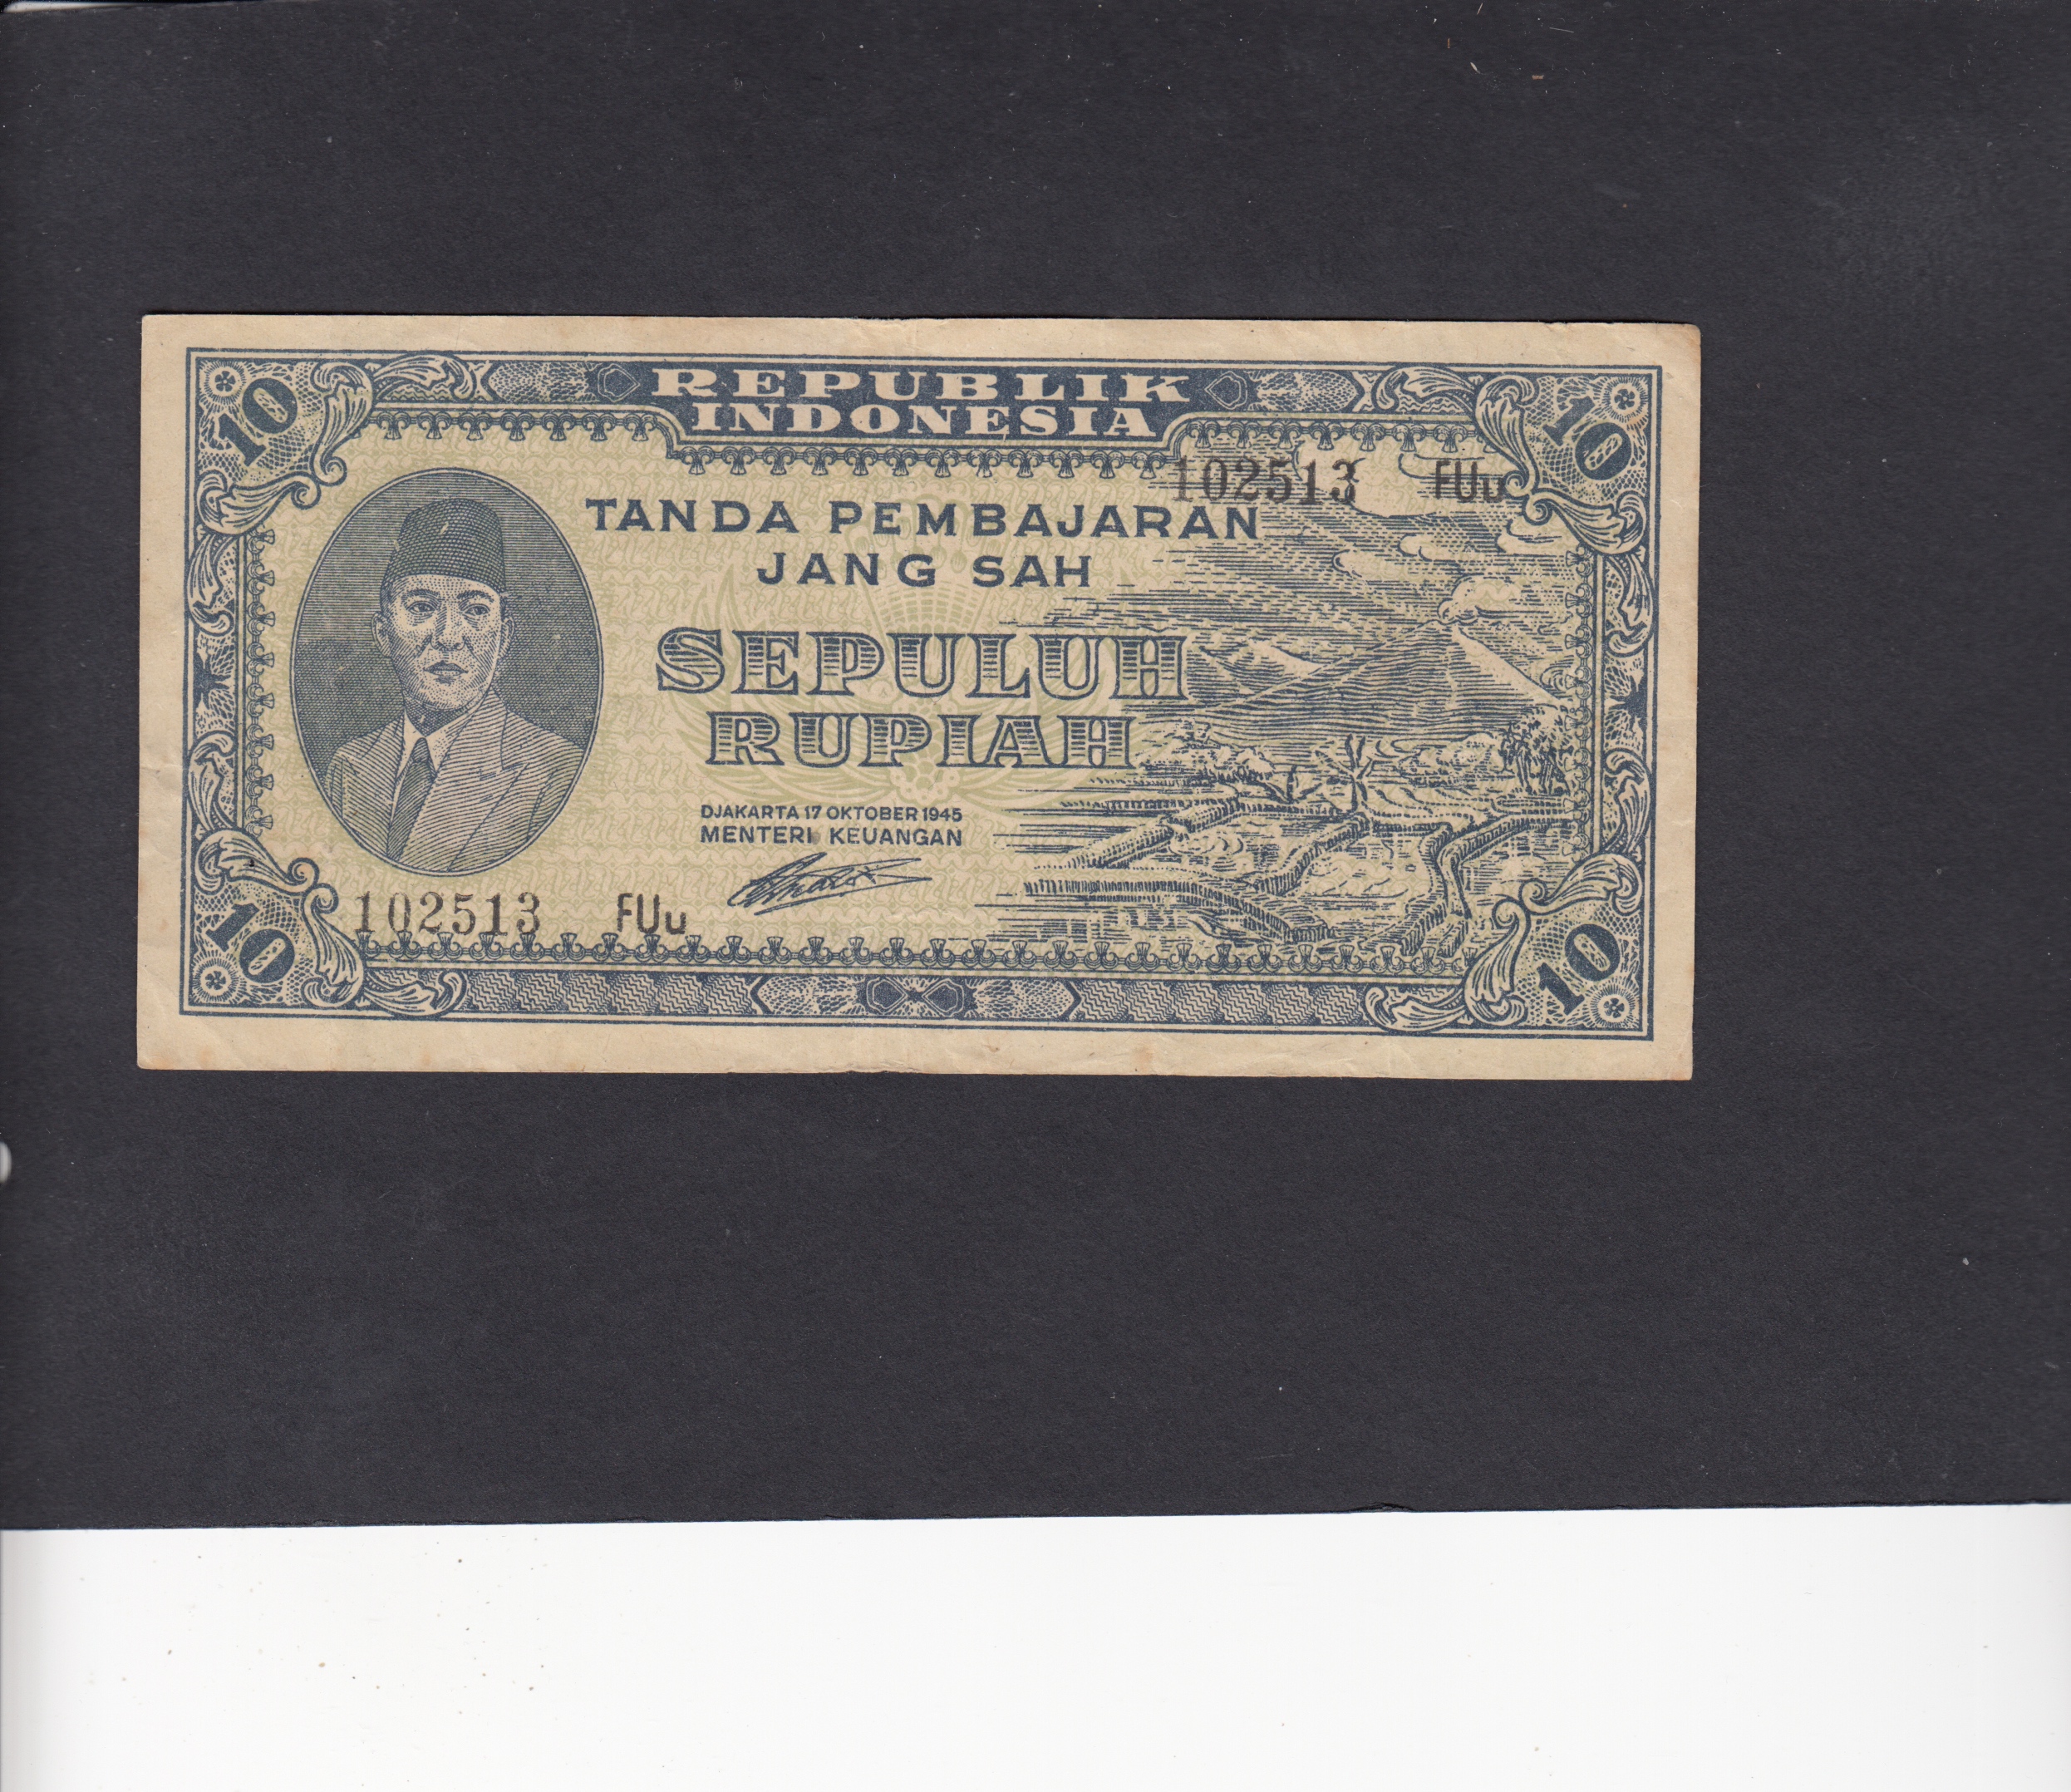 REPUBLIK
INDONESIA
10
10
102513 FUu
TANDA PEMBAJARAN
JANG SAH
SEPULUH
RUPIAH
DJAKARTA 17 OKTOBER 1945
MENTERI KEUANGAN
102513 FUu
10
10